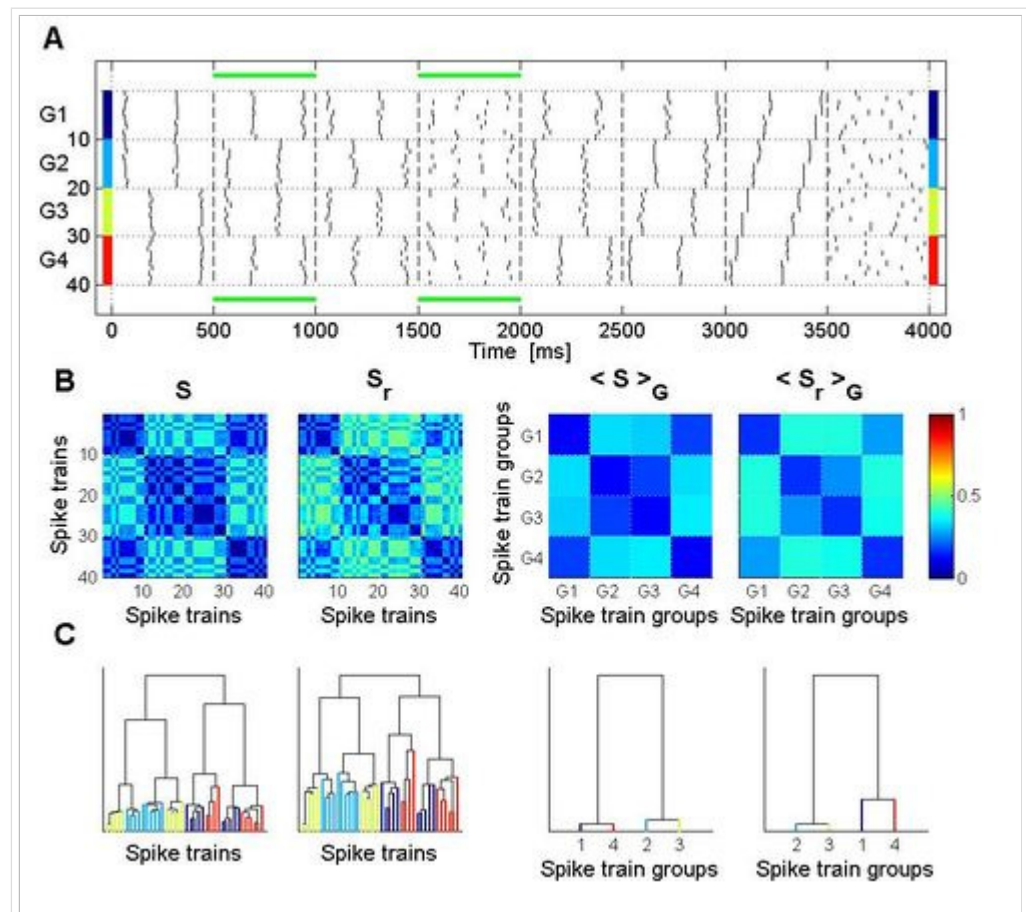 A
G1
10
G2
20
G3
30
G4
40
0 500 1000 1500 2000 2500 3000 3500 4000
Time [ms]
B
S
S r
< S > G
< S r > G
Spike trains
10
20
30
40
10 20 30 40
Spike trains
10 20 30 40
Spike trains
Spike train groups
G1
G2
G3
G4
G1 G2 G3 G4
Spike train groups
G1 G2 G3 G4
Spike train groups
1
0.5
0
C
Spike trains
Spike trains
1 4 2 3
Spike train groups
2 3 1 4
Spike train groups